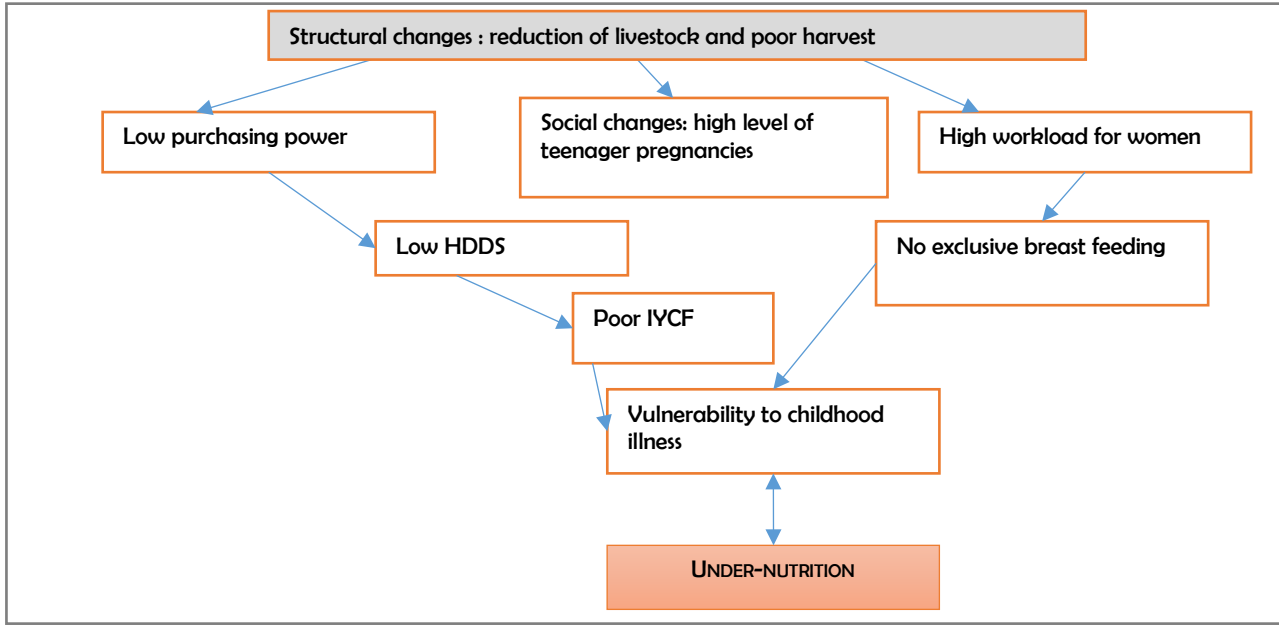 Structural changes : reduction of livestock and poor harvest
Low purchasing power
Social changes: high level of
teenager pregnancies
High workload for women
Low HDDS
No exclusive breast feeding
Poor IYCF
Vulnerability to childhood
illness
UNDER-NUTRITION